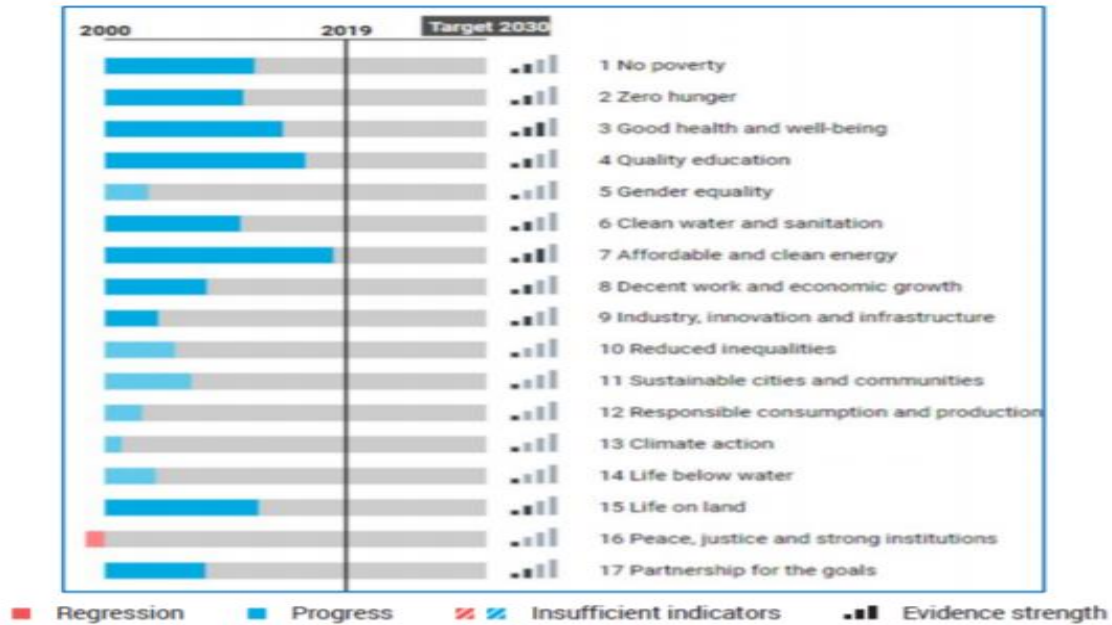 2000 2019 Target 2030
1 No poverty
2 Zero hunger
3 Good health and well-being
4 Quality education
5 Gender equality
6 Clean water and sanitation
7 Affordable and clean energy
8 Decent work and economic growth
9 Industry, innovation and infrastructure
10 Reduced inequalities
11 Sustainable cities and communities
12 Responsible consumption and production
13 Climate action
14 Life below water
15 Life on land
16 Peace, justice and strong institutions
17 Partnership for the goals
Regression Progress Insufficient indicators Evidence strength